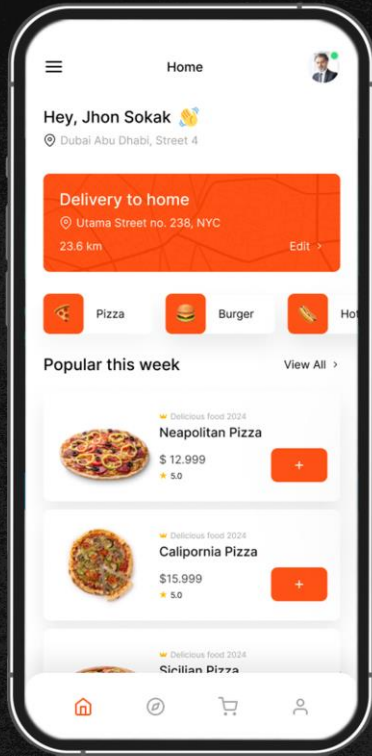 Home
Hey, Jhon Sokak 👋
Dubai Abu Dhabi, Street 4
Delivery to home
Utama Street no. 238, NYC
23.6 km
Edit >
Pizza
Burger
Hot
Popular this week
View All >
Delicious food 2024
Neapolitan Pizza
$ 12.999
5.0
+
Delicious food 2024
Calipornia Pizza
$15.999
5.0
+
Delicious food 2024
Sicilian Pizza